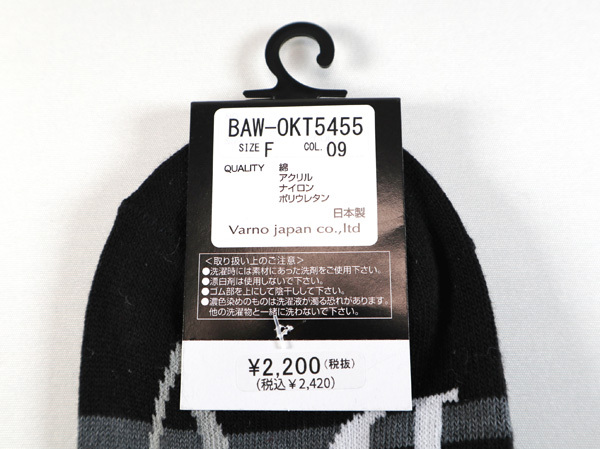 BAW-OKT5455
SIZE F COL. 09
QUALITY 綿
アクリル
ナイロン
ポリウレタン
日本製
Varno japan co.,ltd
<取り扱い上のご注意>
●洗濯時には素材にあった洗剤をご使用下さい。
●漂白剤は使用しないで下さい。
●ゴム部を上にして陰干しして下さい。
●濃色染めのものは洗濯液が濁る恐れがあります。
他の洗濯物と一緒に洗わないで下さい。
¥2,200(税抜)
(税込¥2,420)